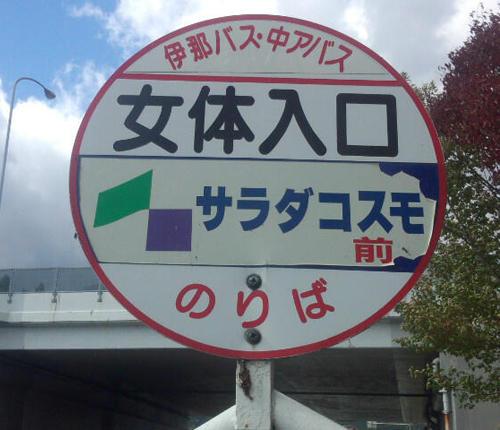 伊那バス・中アバス
女体入口
サラダコスモ
前
のりば